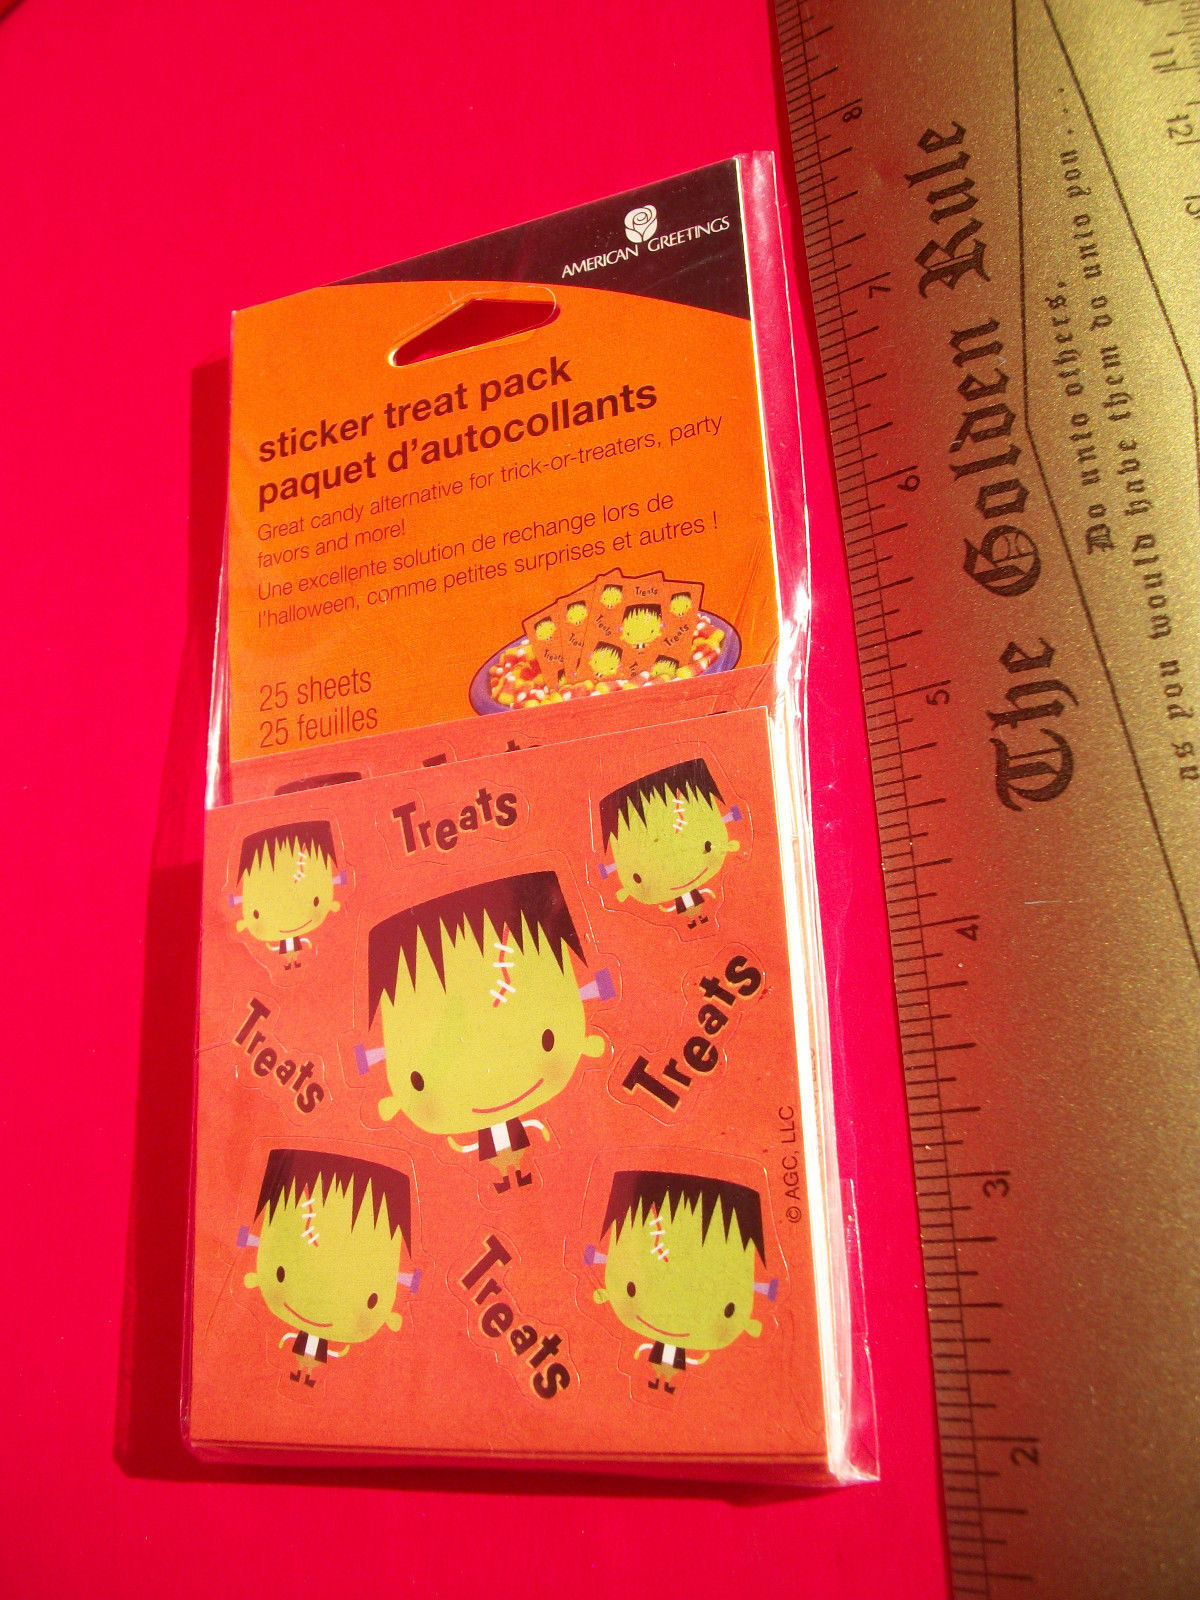 AMERICAN GREETINGS
sticker treat pack
paquet d'autocollants
Great candy alternative for trick-or-treaters, party
favors and more!
Une excellente solution de rechange lors de
l'halloween, comme petites surprises et autres !
25 sheets
25 feuilles
Treats
Treats
Treats
Treats
© AGC, LLC
The Golden Rule
Do unto others,
as you would have them do unto you . . .
8
7
6
5
4
3
2
11
12